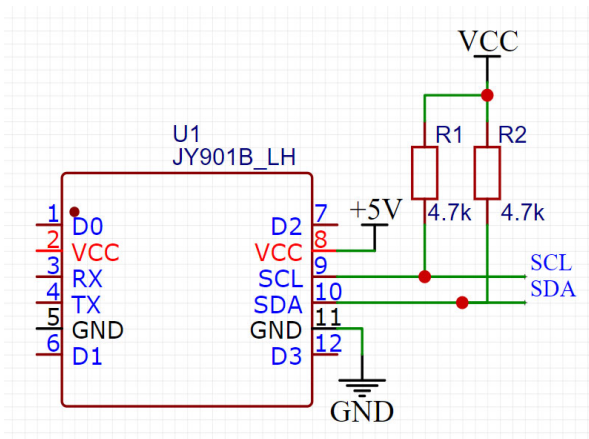 VCC
U1
JY901B_LH
R1
R2
4.7k
4.7k
+5V
1
D0
D2
7
2
VCC
VCC
8
3
RX
SCL
9
SCL
4
TX
SDA
10
SDA
5
GND
GND
11
6
D1
D3
12
GND